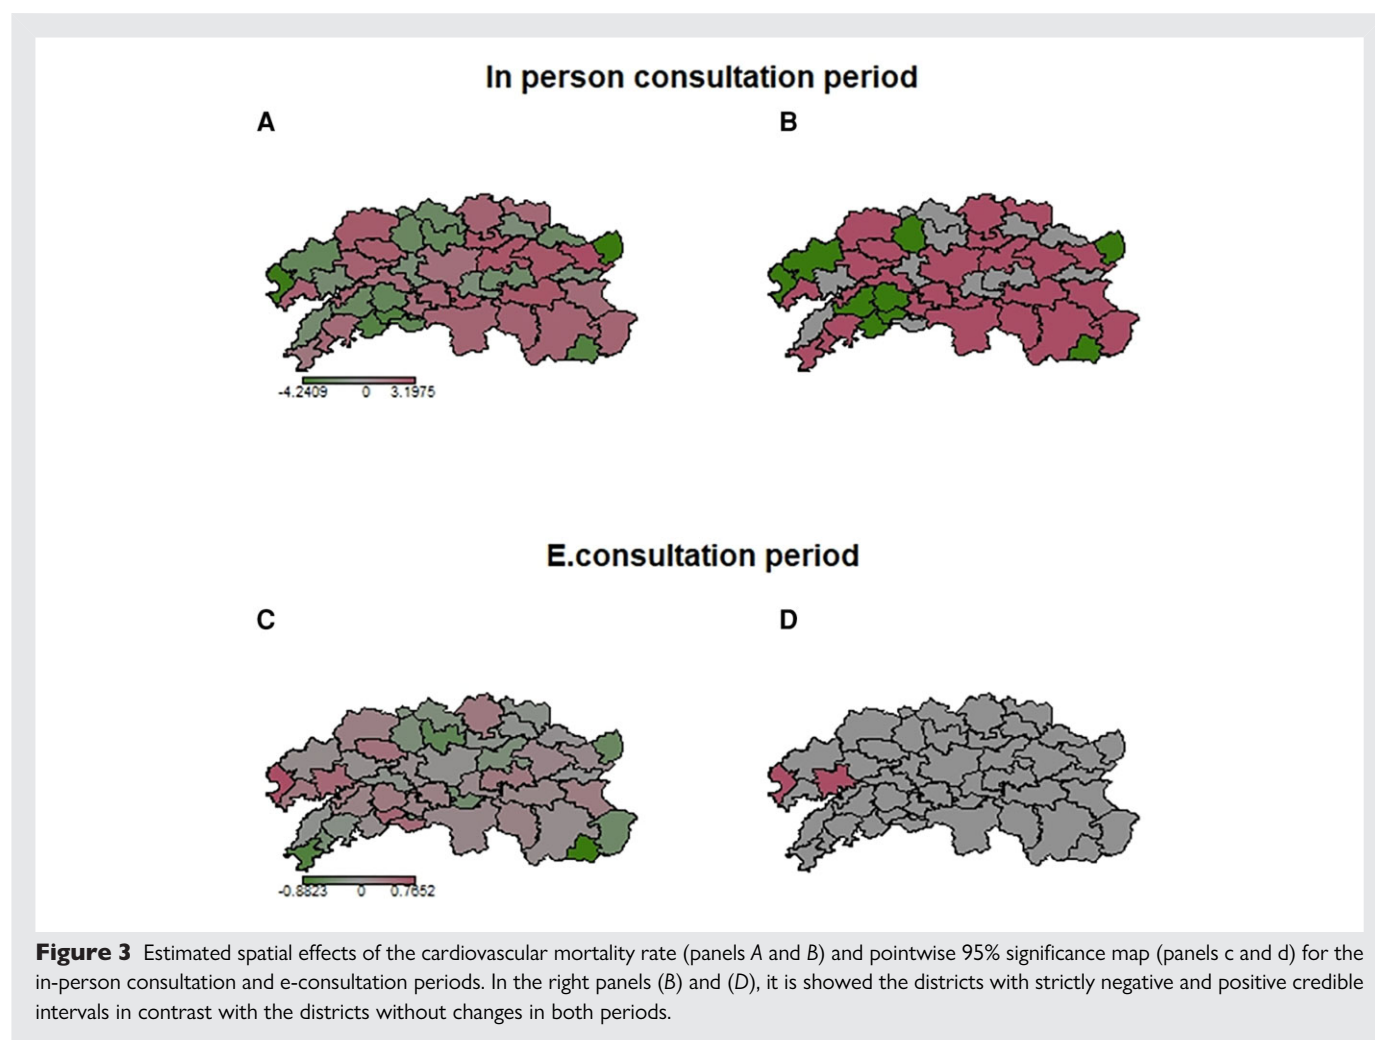 In person consultation period
A
B
-4.2409 0 3.1975
E.consultation period
C
D
-0.8823 0 0.7652
Figure 3 Estimated spatial effects of the cardiovascular mortality rate (panels A and B) and pointwise 95% significance map (panels c and d) for the
in-person consultation and e-consultation periods. In the right panels (B) and (D), it is showed the districts with strictly negative and positive credible
intervals in contrast with the districts without changes in both periods.